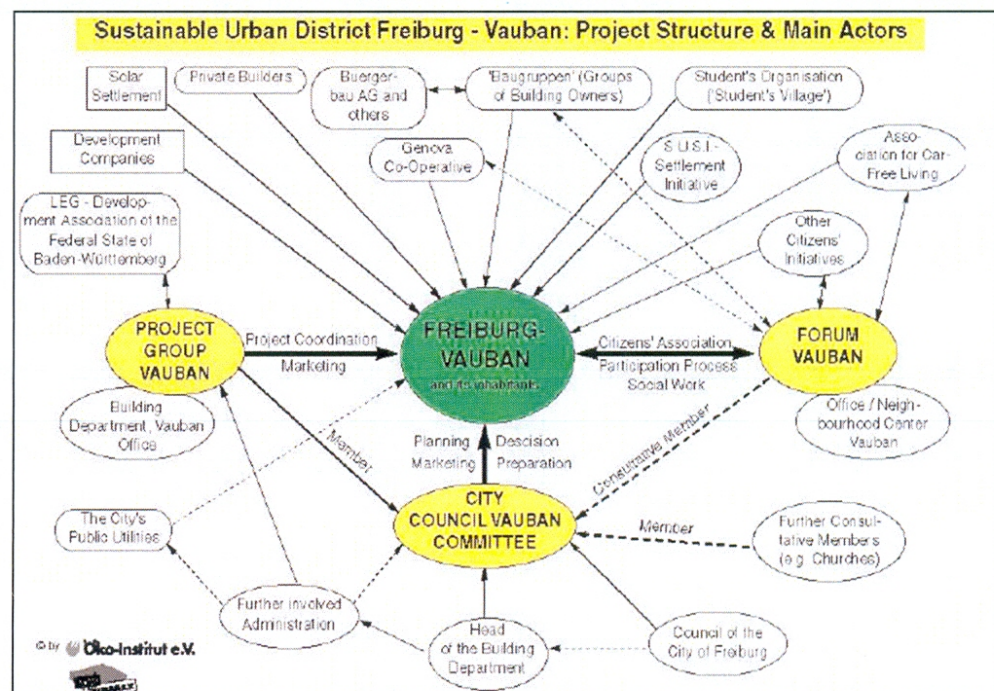 Sustainable Urban District Freiburg - Vauban: Project Structure & Main Actors
Solar
Settlement
Private Builders
Buerger-
bau AG and
others
'Baugruppen' (Groups
of Building Owners)
Student's Organisation
('Student's Village')
Development
Companies
Genova
Co-Operative
S.U.S.I.-
Settlement
Initiative
Asso-
ciation for Car-
Free Living
LEG - Develop-
ment Association of the
Federal State of
Baden-Württemberg
Other
Citizens'
Initiatives
PROJECT
GROUP
VAUBAN
Project Coordination
Marketing
FREIBURG-
VAUBAN
and its inhabitants
Citizens' Association
Participation Process
Social Work
FORUM
VAUBAN
Building
Department, Vauban
Office
Office / Neigh-
bourhood Center
Vauban
Member
Planning
Marketing
Descision
Preparation
Consultative Member
CITY
COUNCIL VAUBAN
COMMITTEE
The City's
Public Utilities
Member
Further Consul-
tative Members
(e.g. Churches)
Further involved
Administration
Head
of the Building
Department
Council of the
City of Freiburg
© by Öko-Institut e.V.